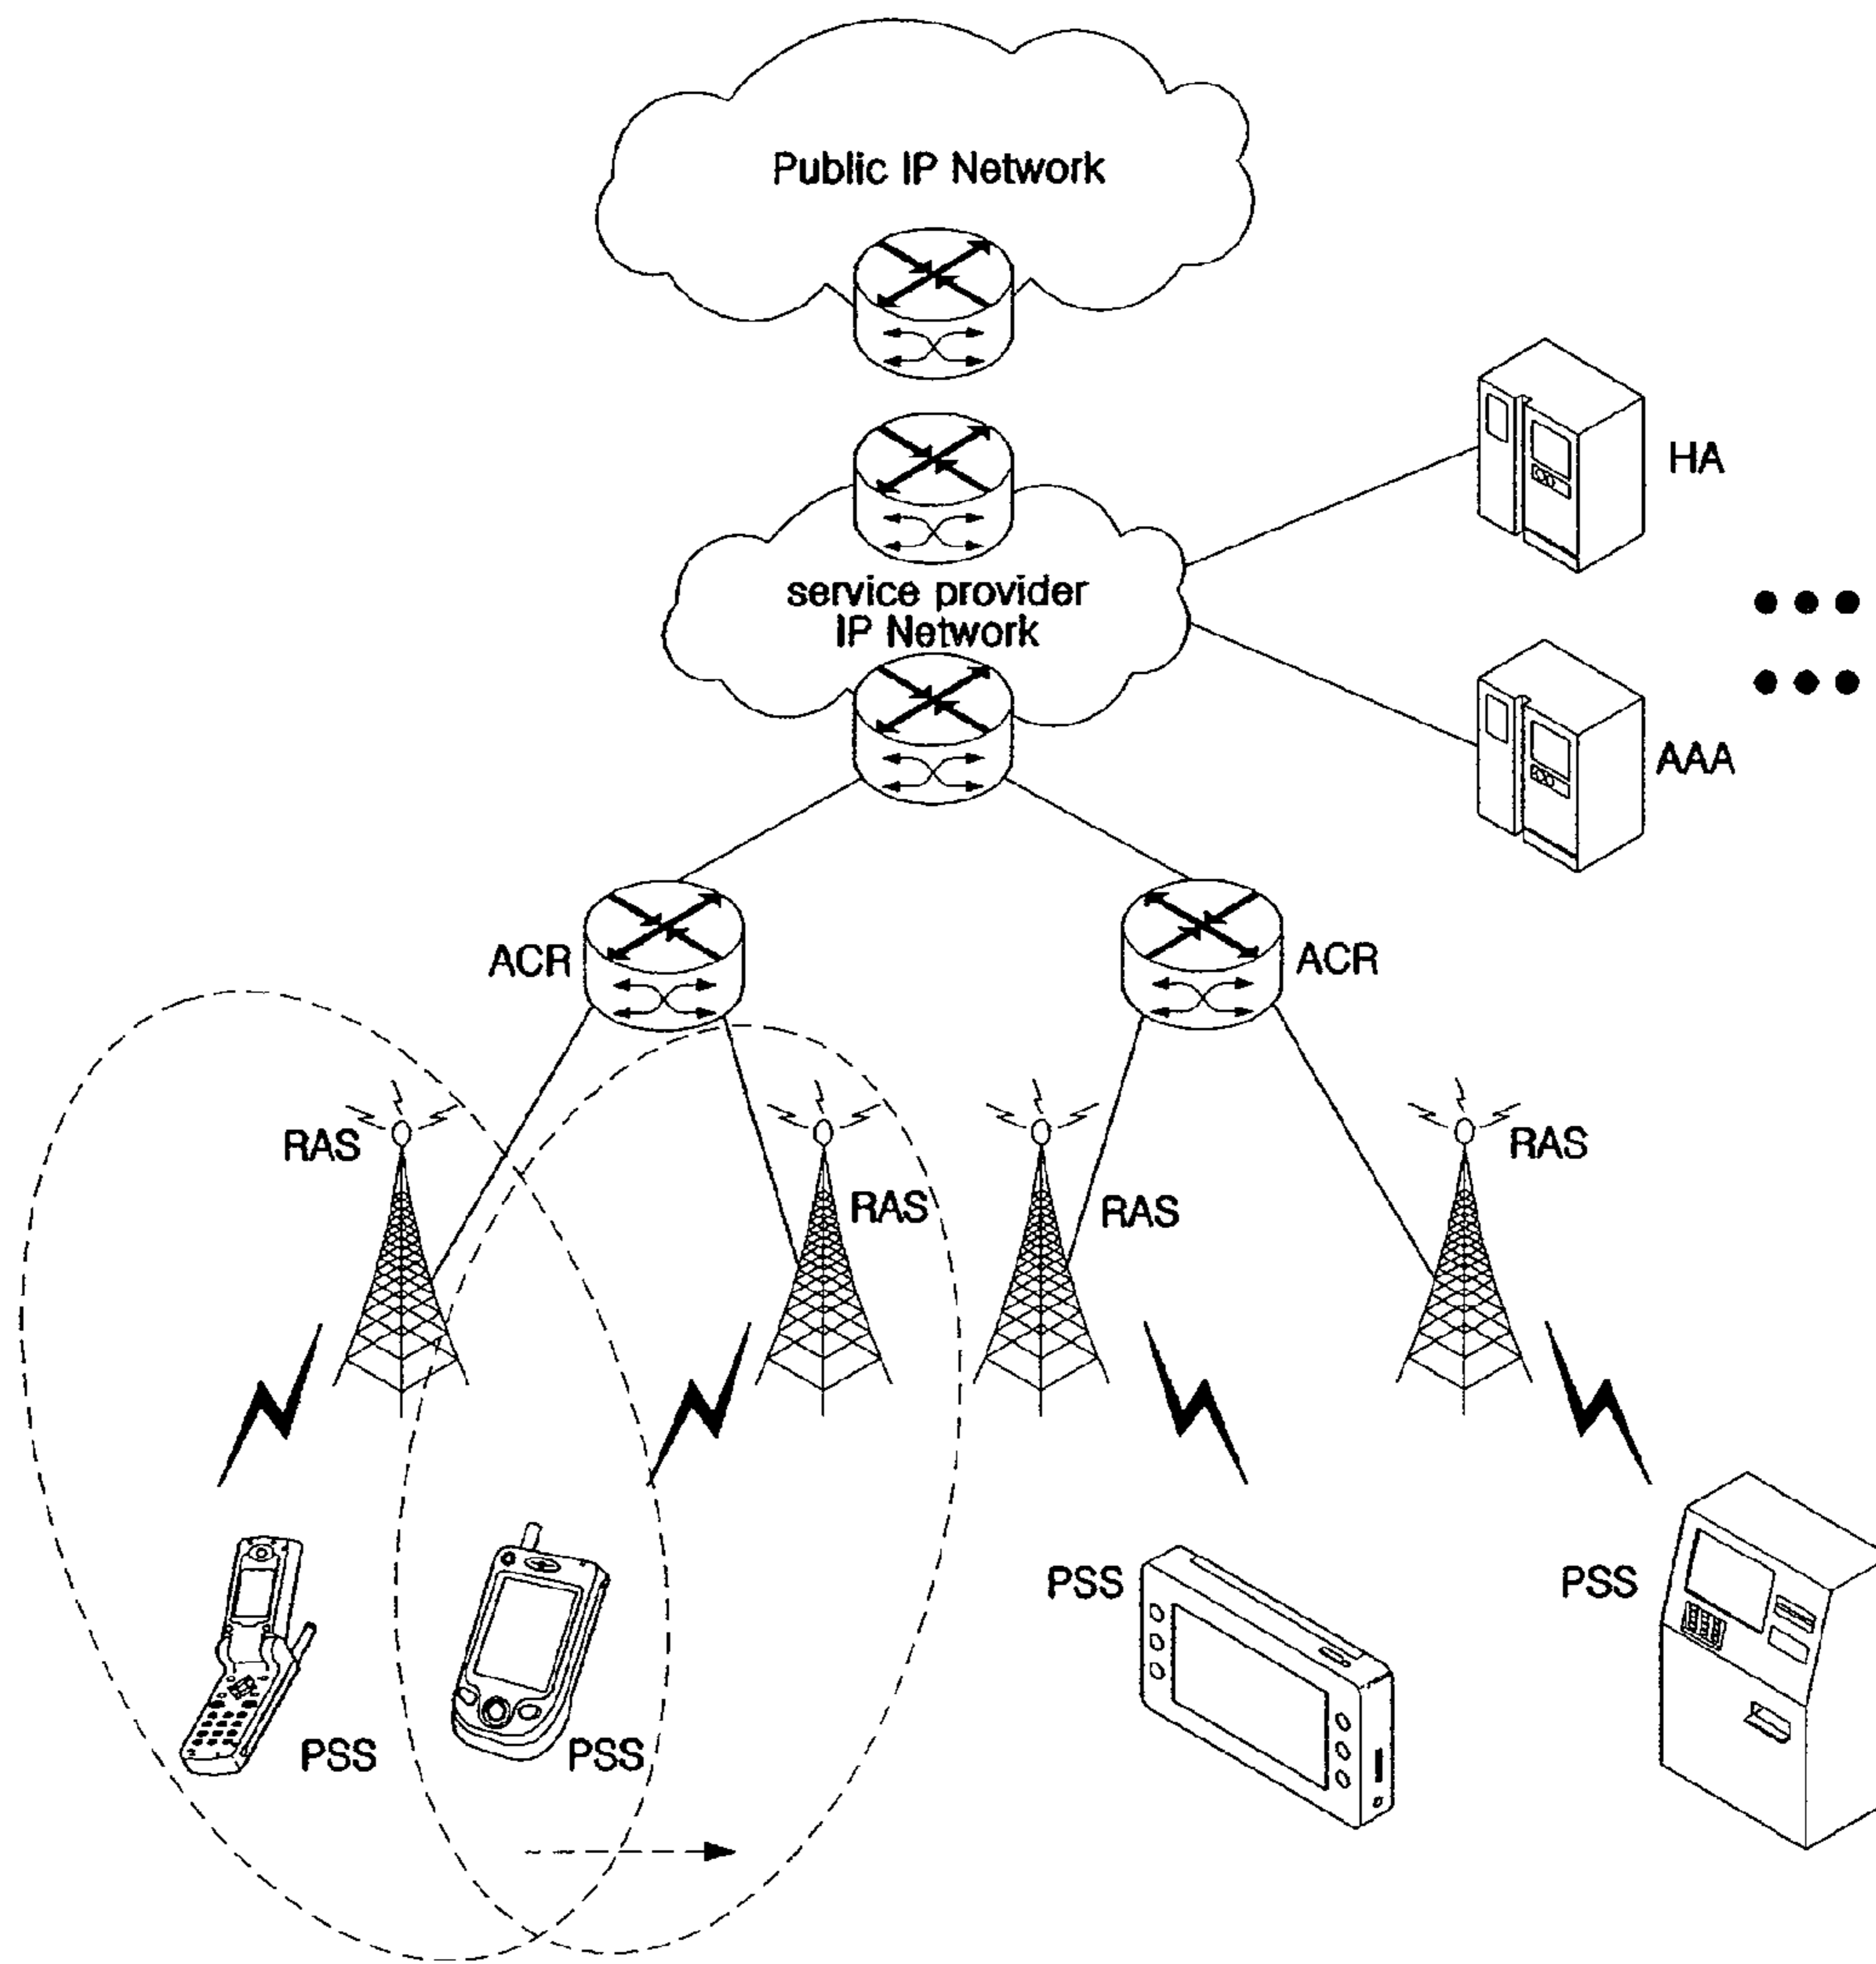 Public IP Network
HA
service provider
IP Network
AAA
ACR
ACR
RAS
RAS
RAS
RAS
PSS
PSS
PSS
PSS